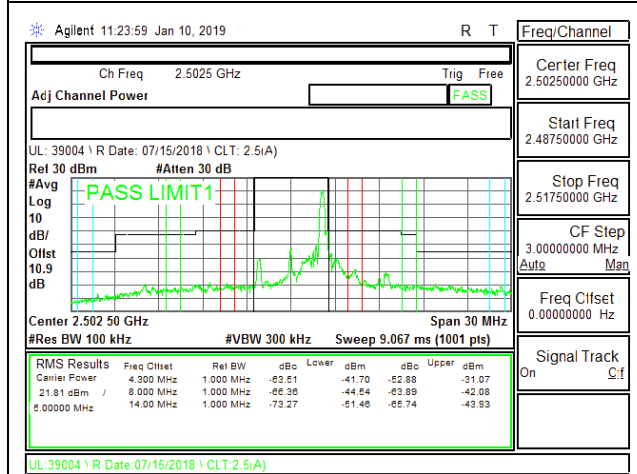 Agilent 11:23:59 Jan 10, 2019 R T
Freq/Channel
Ch Freq 2.5025 GHz Trig Free
Adj Channel Power PASS
Center Freq
2.50250000 GHz
Start Freq
2.48750000 GHz
Stop Freq
2.51750000 GHz
CF Step
3.00000000 MHz
Auto Man
Freq Offset
0.00000000 Hz
Signal Track
On Off
UL: 39004 \ R Date: 07/15/2018 \ CLT: 2.5(A)
Ref 30 dBm #Atten 30 dB
#Avg
Log
10
dB/
Offst
10.9
dB
PASS LIMIT1
Center 2.502 50 GHz Span 30 MHz
#Res BW 100 kHz #VBW 300 kHz Sweep 9.067 ms (1001 pts)
RMS Results Freq Offset Ref BW dBc Lower dBm dBc Upper dBm
Carrier Power 4.300 MHz 1.000 MHz -63.51 -41.70 -52.88 -31.07
21.81 dBm / 8.000 MHz 1.000 MHz -66.36 -44.54 -63.89 -42.08
5.00000 MHz 14.00 MHz 1.000 MHz -73.27 -51.46 -65.74 -43.93
UL:39004 \ R Date:07/15/2018 \ CLT:2.5(A)